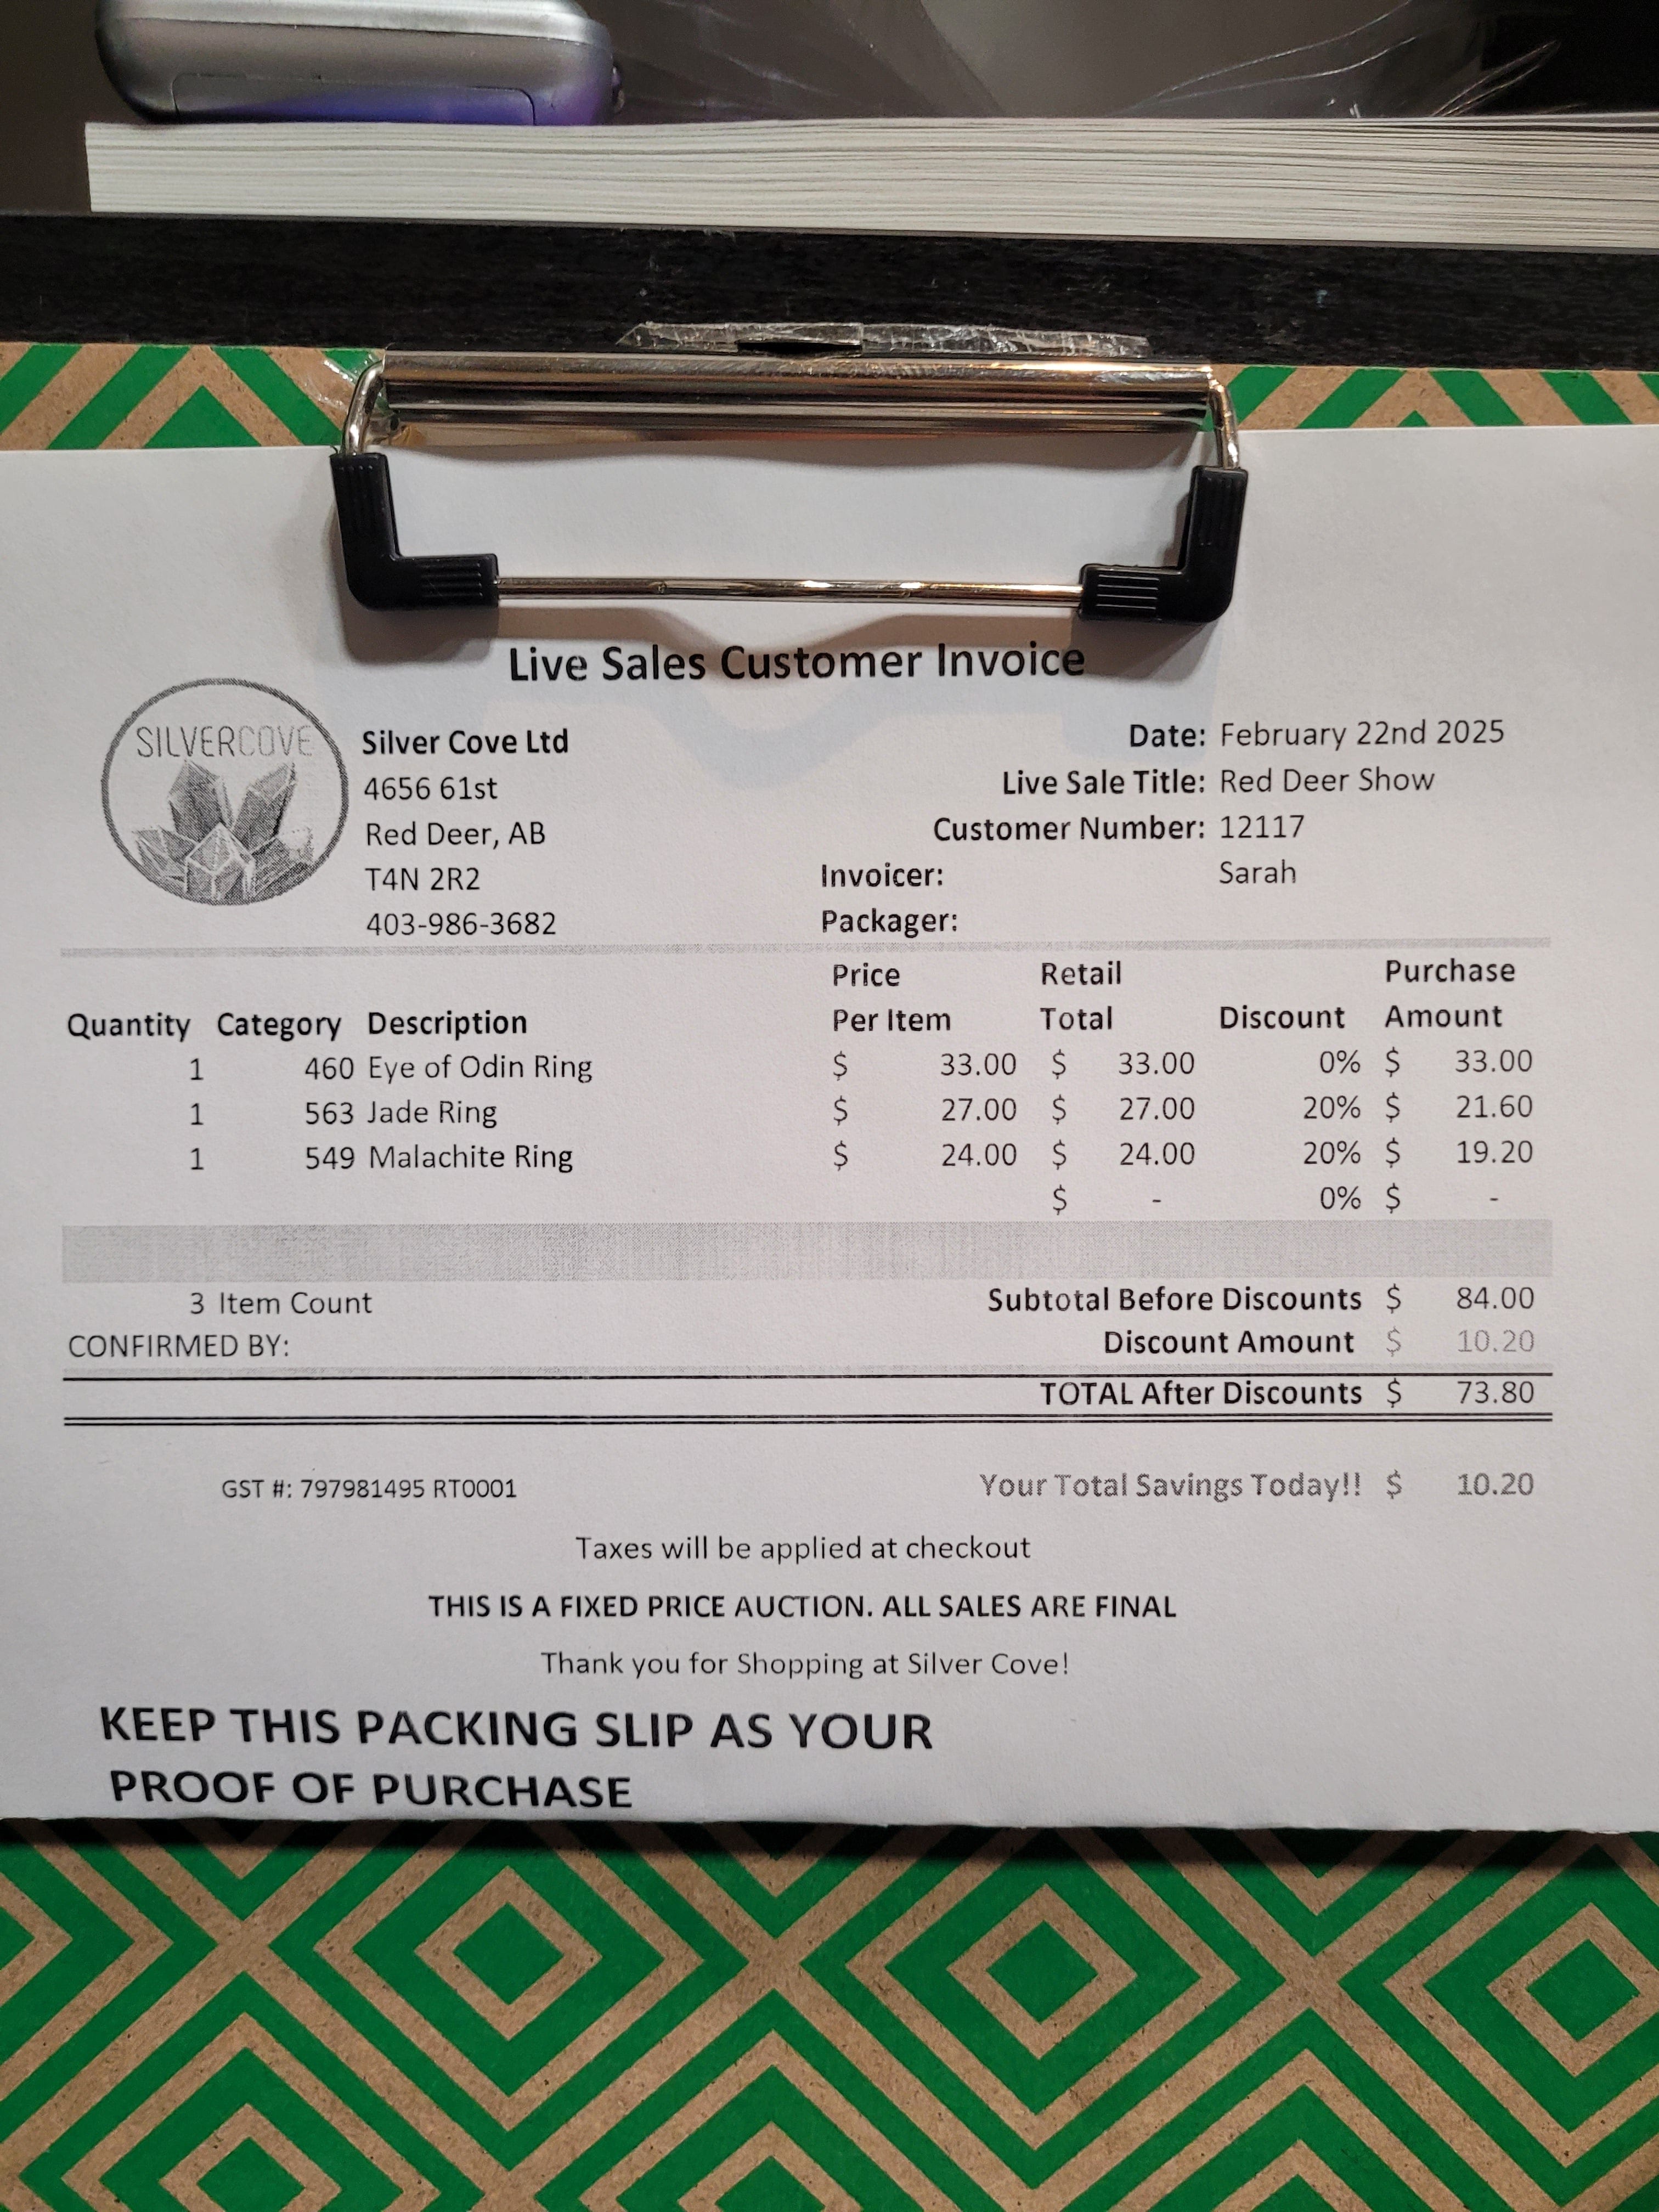 Live Sales Customer Invoice
SILVERCOVE
Silver Cove Ltd
4656 61st
Red Deer, AB
T4N 2R2
403-986-3682
Date: February 22nd 2025
Live Sale Title: Red Deer Show
Customer Number: 12117
Invoicer: Sarah
Packager:
Quantity Category Description Price Per Item Retail Total Discount Purchase Amount
1 460 Eye of Odin Ring $ 33.00 $ 33.00 0% $ 33.00
1 563 Jade Ring $ 27.00 $ 27.00 20% $ 21.60
1 549 Malachite Ring $ 24.00 $ 24.00 20% $ 19.20
$ - 0% $ -
3 Item Count Subtotal Before Discounts $ 84.00
CONFIRMED BY: Discount Amount $ 10.20
TOTAL After Discounts $ 73.80
GST #: 797981495 RT0001 Your Total Savings Today!! $ 10.20
Taxes will be applied at checkout
THIS IS A FIXED PRICE AUCTION. ALL SALES ARE FINAL
Thank you for Shopping at Silver Cove!
KEEP THIS PACKING SLIP AS YOUR
PROOF OF PURCHASE